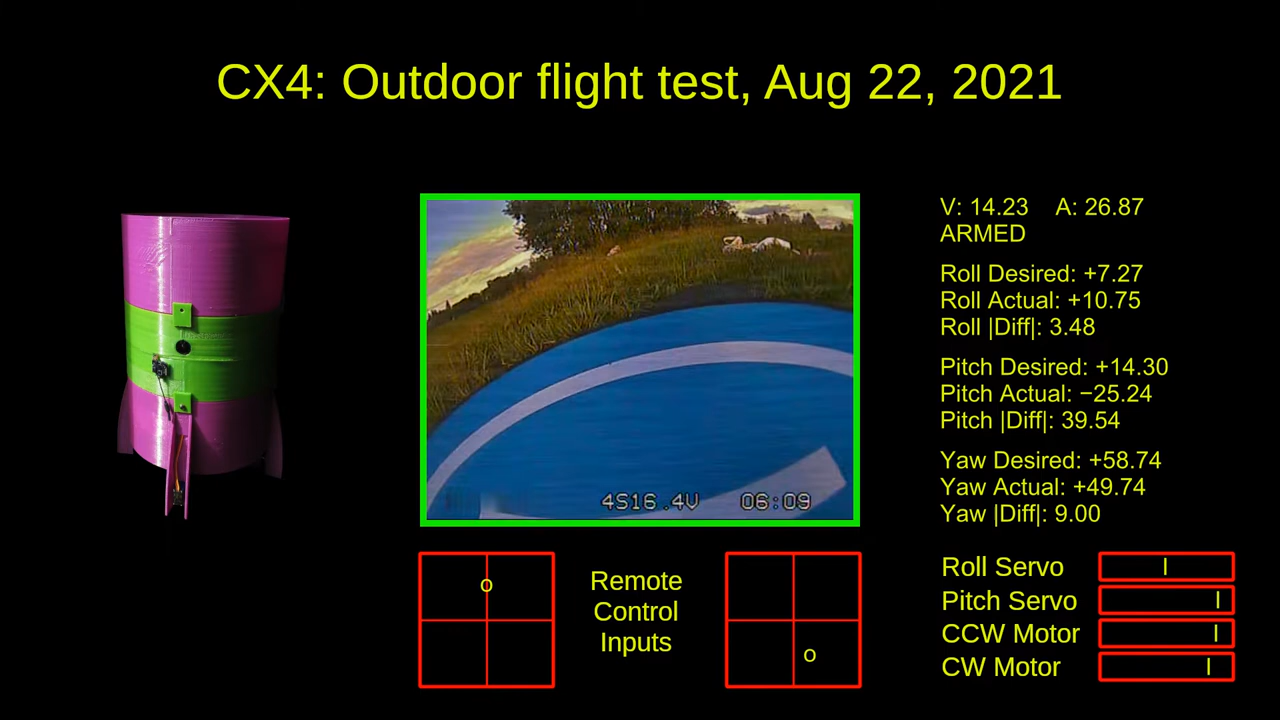 CX4: Outdoor flight test, Aug 22, 2021
V: 14.23 A: 26.87
ARMED
Roll Desired: +7.27
Roll Actual: +10.75
Roll |Diff|: 3.48
Pitch Desired: +14.30
Pitch Actual: −25.24
Pitch |Diff|: 39.54
Yaw Desired: +58.74
Yaw Actual: +49.74
Yaw |Diff|: 9.00
4S16.4V 06:09
Remote
Control
Inputs
Roll Servo
Pitch Servo
CCW Motor
CW Motor